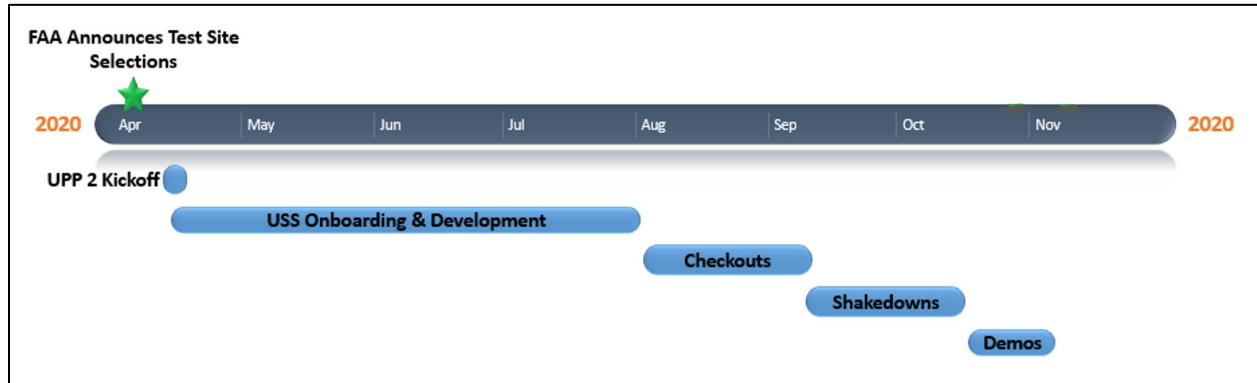 FAA Announces Test Site
Selections
2020 Apr May Jun Jul Aug Sep Oct Nov 2020
UPP 2 Kickoff
USS Onboarding & Development
Checkouts
Shakedowns
Demos